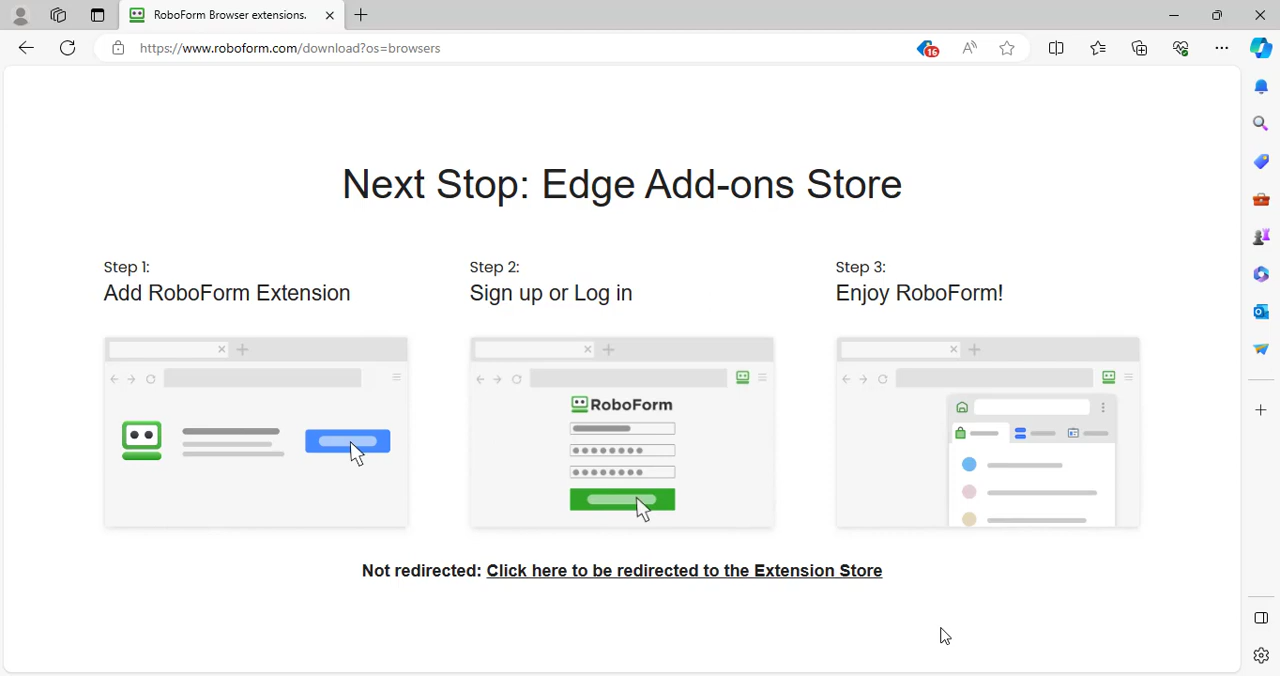 RoboForm Browser extensions.
https://www.roboform.com/download?os=browsers
16
Next Stop: Edge Add-ons Store
Step 1:
Add RoboForm Extension
Step 2:
Sign up or Log in
Step 3:
Enjoy RoboForm!
RoboForm
Not redirected: Click here to be redirected to the Extension Store